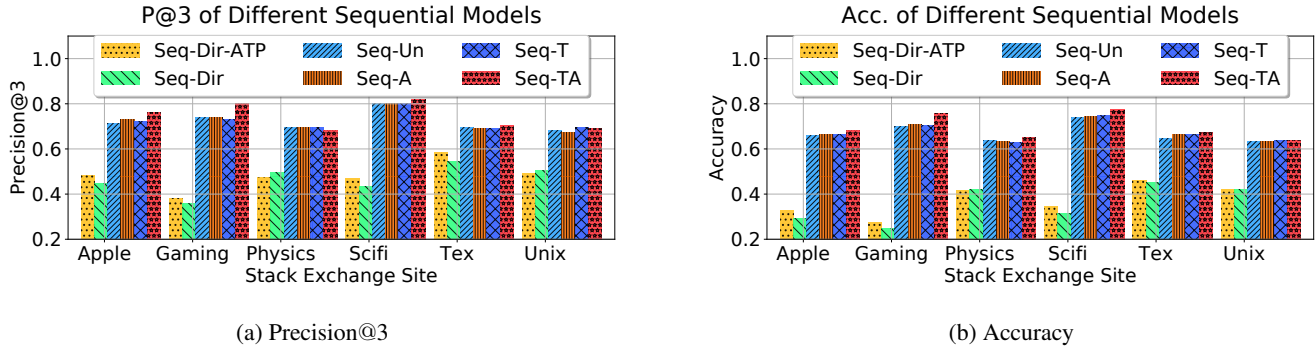 P@3 of Different Sequential Models
Seq-Dir-ATP
Seq-Un
Seq-T
Seq-Dir
Seq-A
Seq-TA
Precision@3
1.0
0.8
0.6
0.4
0.2
Apple Gaming Physics Scifi Tex Unix
Stack Exchange Site
(a) Precision@3
Acc. of Different Sequential Models
Seq-Dir-ATP
Seq-Un
Seq-T
Seq-Dir
Seq-A
Seq-TA
Accuracy
1.0
0.8
0.6
0.4
0.2
Apple Gaming Physics Scifi Tex Unix
Stack Exchange Site
(b) Accuracy